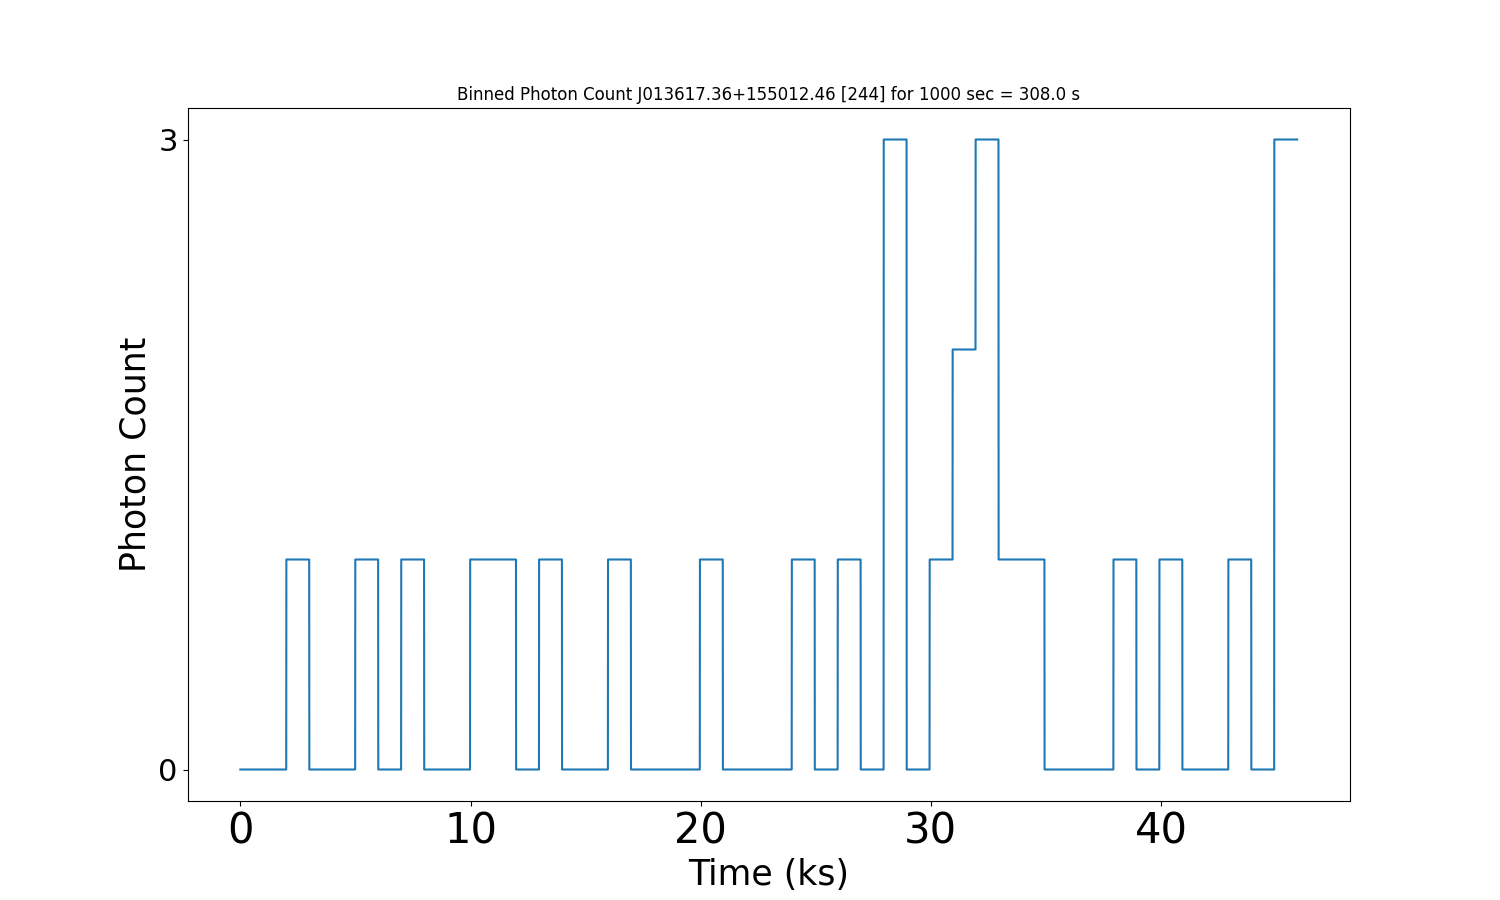 Binned Photon Count J013617.36+155012.46 [244] for 1000 sec = 308.0 s
3
0
Photon Count
0 10 20 30 40
Time (ks)